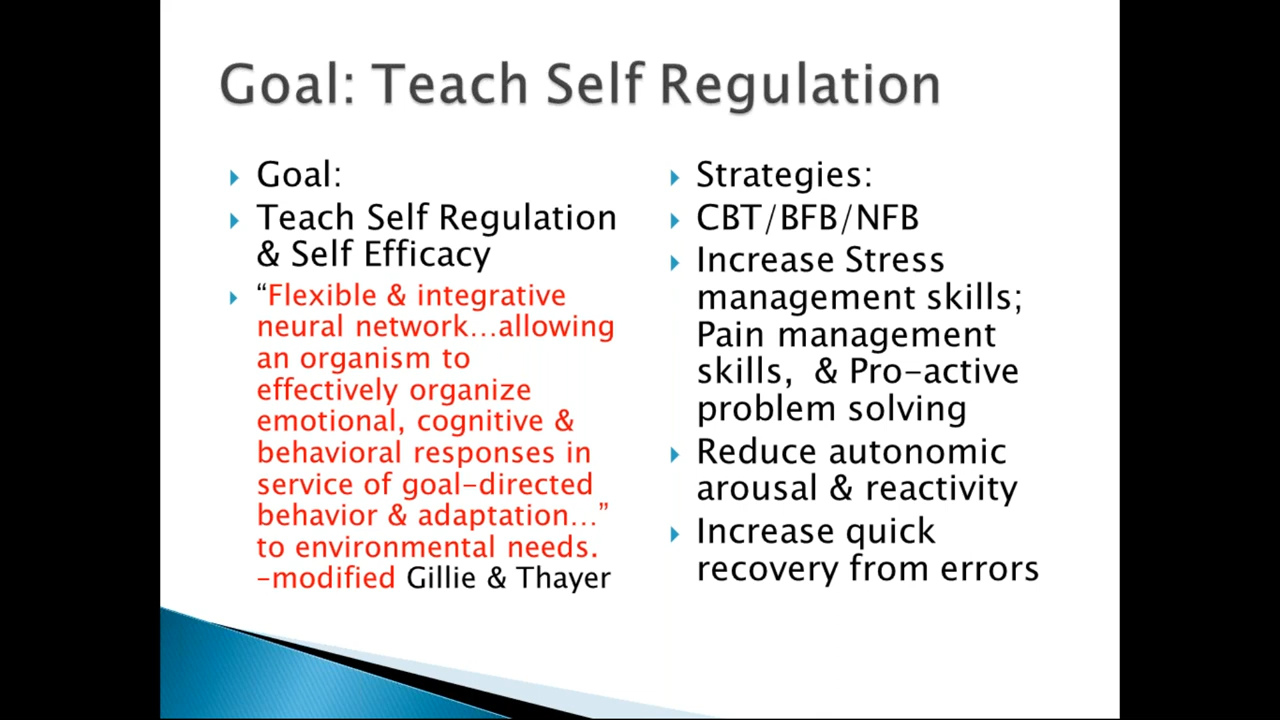 Goal: Teach Self Regulation
Goal:
Teach Self Regulation
& Self Efficacy
“Flexible & integrative
neural network…allowing
an organism to
effectively organize
emotional, cognitive &
behavioral responses in
service of goal-directed
behavior & adaptation…”
to environmental needs.
-modified Gillie & Thayer
Strategies:
CBT/BFB/NFB
Increase Stress
management skills;
Pain management
skills,  & Pro-active
problem solving
Reduce autonomic
arousal & reactivity
Increase quick
recovery from errors